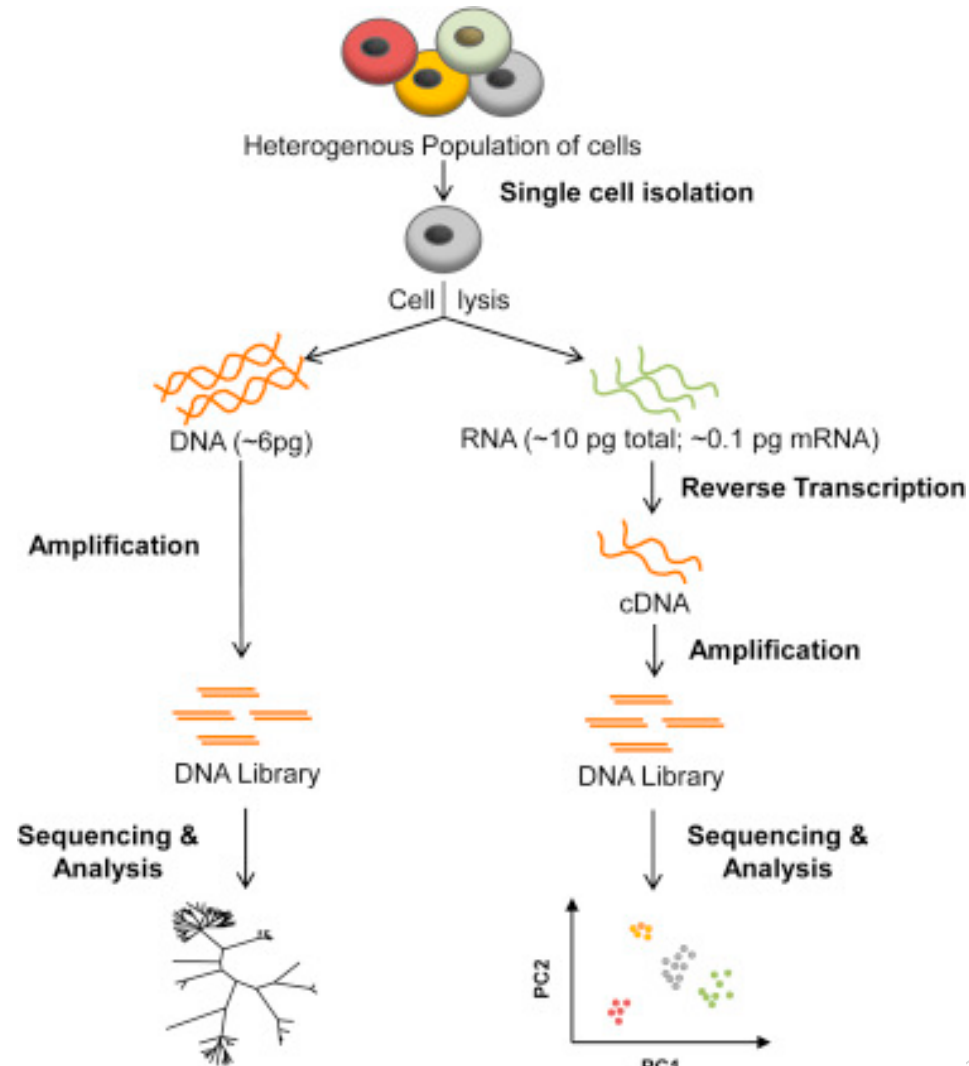 Heterogenous Population of cells
Single cell isolation
Cell lysis
DNA (~6pg)
RNA (~10 pg total; ~0.1 pg mRNA)
Reverse Transcription
Amplification
cDNA
Amplification
DNA Library
DNA Library
Sequencing &
Analysis
Sequencing &
Analysis
PC2
PC1